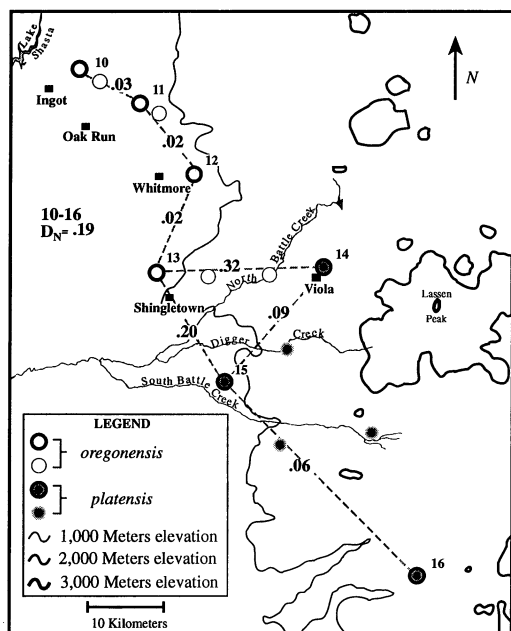 Lake
Shasta
10
.03
11
Ingot
Oak Run
.02
12
Whitmore
N
10-16
D_N= .19
.02
13
.32
14
North Battle Creek
Viola
Shingletown
.20
.09
Digger Creek
Lassen
Peak
15
South Battle Creek
.06
16
LEGEND
oregonensis
platensis
1,000 Meters elevation
2,000 Meters elevation
3,000 Meters elevation
10 Kilometers